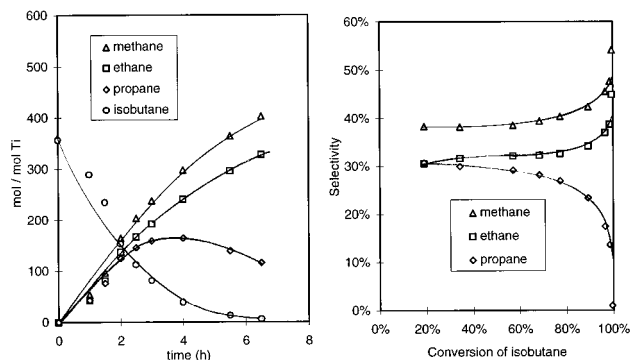 600
500
400
300
200
100
0
mol / mol Ti
methane
ethane
propane
isobutane
0
2
4
6
8
time (h)
60%
50%
40%
30%
20%
10%
0%
Selectivity
methane
ethane
propane
0%
20%
40%
60%
80%
100%
Conversion of isobutane